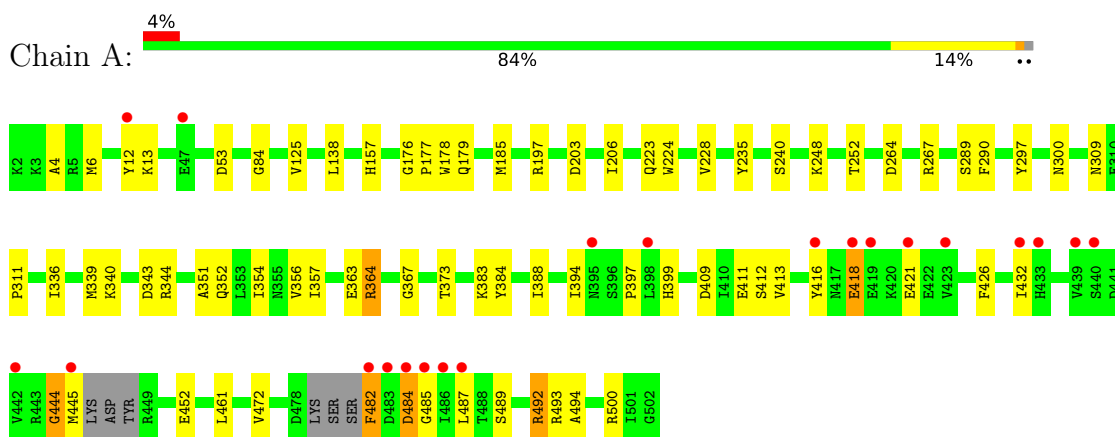 4%
Chain A:
84% 14% ••
K2 K3 A4 R5 M6 Y12 K13 E47 D53 G84 V125 L138 H157 G176 P177 W178 Q179 M185 R197 D203 I206 Q223 W224 V228 Y235 S240 K248 T252 D264 R267 S289 F290 Y297 N300 N309 E310
P311 I336 M339 K340 D343 R344 A351 Q352 L353 I354 N355 V356 I357 E363 R364 G367 T373 K383 Y384 I388 I394 N395 S396 P397 L398 H399 D409 I410 E411 S412 V413 Y416 N417 E418 E419 K420 E421 E422 V423 F426 I432 H433 V439 S440 D441
V442 R443 G444 M445 LYS ASP TYR R449 E452 L461 V472 D478 LYS SER SER F482 D483 D484 G485 I486 L487 T488 S489 R492 R493 A494 R500 I501 G502